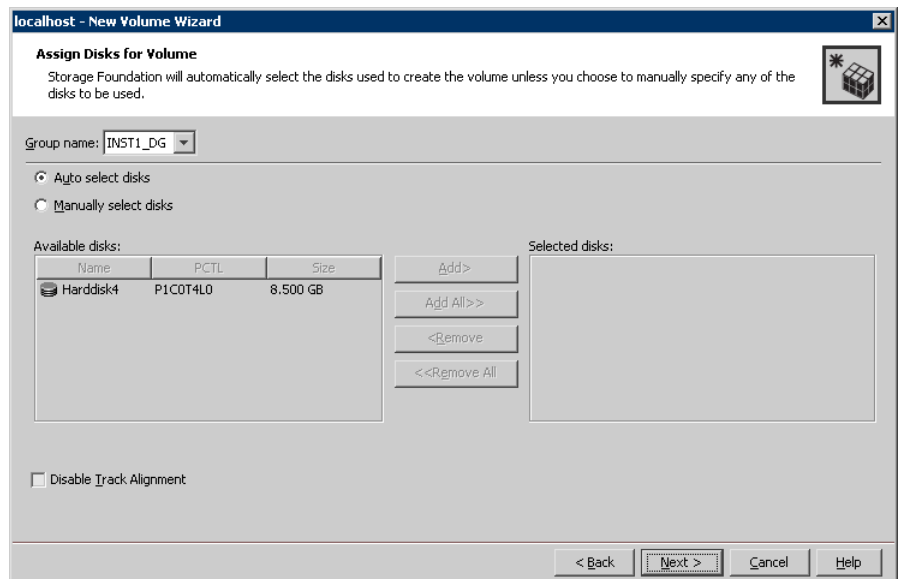 localhost - New Volume Wizard
Assign Disks for Volume
Storage Foundation will automatically select the disks used to create the volume unless you choose to manually specify any of the
disks to be used.
Group name: INST1_DG
Auto select disks
Manually select disks
Available disks:
Selected disks:
Name PCTL Size
Harddisk4 P1C0T4L0 8.500 GB
Add>
Add All>>
<Remove
<<Remove All
Disable Track Alignment
< Back Next > Cancel Help